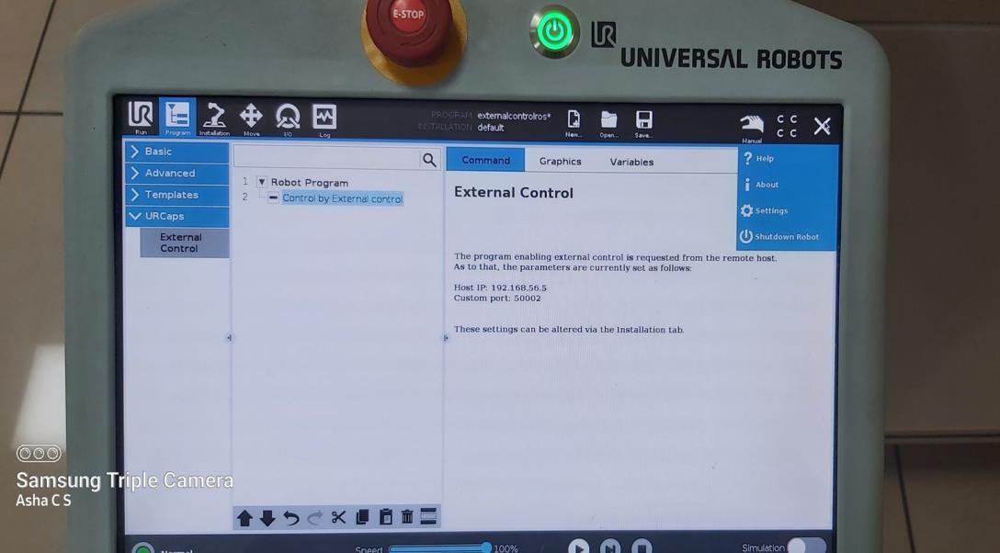 E-STOP
UR
UNIVERSAL ROBOTS
UR
Run
Program
Installation
Move
I/O
Log
PROGRAM externalcontrolros*
INSTALLATION default
New...
Open...
Save...
Manual
C C
C C
Basic
Advanced
Templates
URCaps
External
Control
1 Robot Program
2 Control by External control
Command
Graphics
Variables
External Control
The program enabling external control is requested from the remote host.
As to that, the parameters are currently set as follows:
Host IP: 192.168.56.5
Custom port: 50002
These settings can be altered via the Installation tab.
? Help
i About
Settings
Shutdown Robot
Normal
Speed
100%
Simulation
Samsung Triple Camera
Asha C S